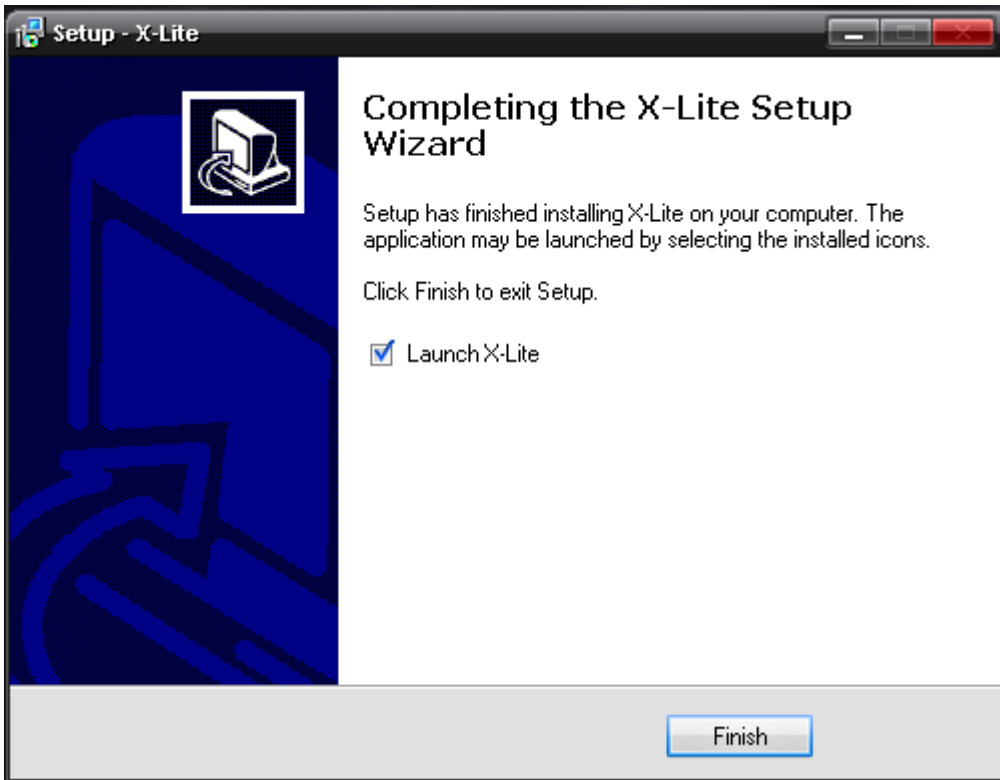 Setup - X-Lite
Completing the X-Lite Setup
Wizard
Setup has finished installing X-Lite on your computer. The
application may be launched by selecting the installed icons.
Click Finish to exit Setup.
Launch X-Lite
Finish